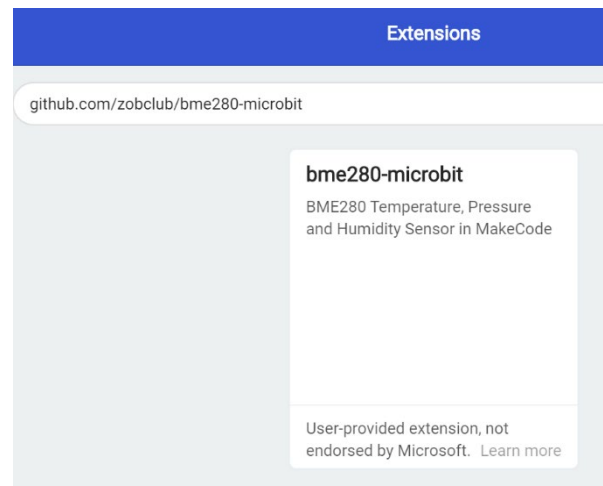 Extensions
github.com/zobclub/bme280-microbit
bme280-microbit
BME280 Temperature, Pressure
and Humidity Sensor in MakeCode
User-provided extension, not
endorsed by Microsoft. Learn more